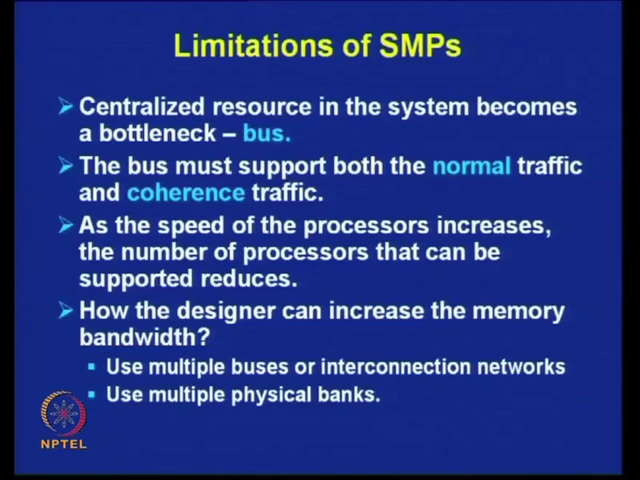 Limitations of SMPs
➢ Centralized resource in the system becomes
a bottleneck – bus.
➢ The bus must support both the normal traffic
and coherence traffic.
➢ As the speed of the processors increases,
the number of processors that can be
supported reduces.
➢ How the designer can increase the memory
bandwidth?
▪ Use multiple buses or interconnection networks
▪ Use multiple physical banks.
NPTEL